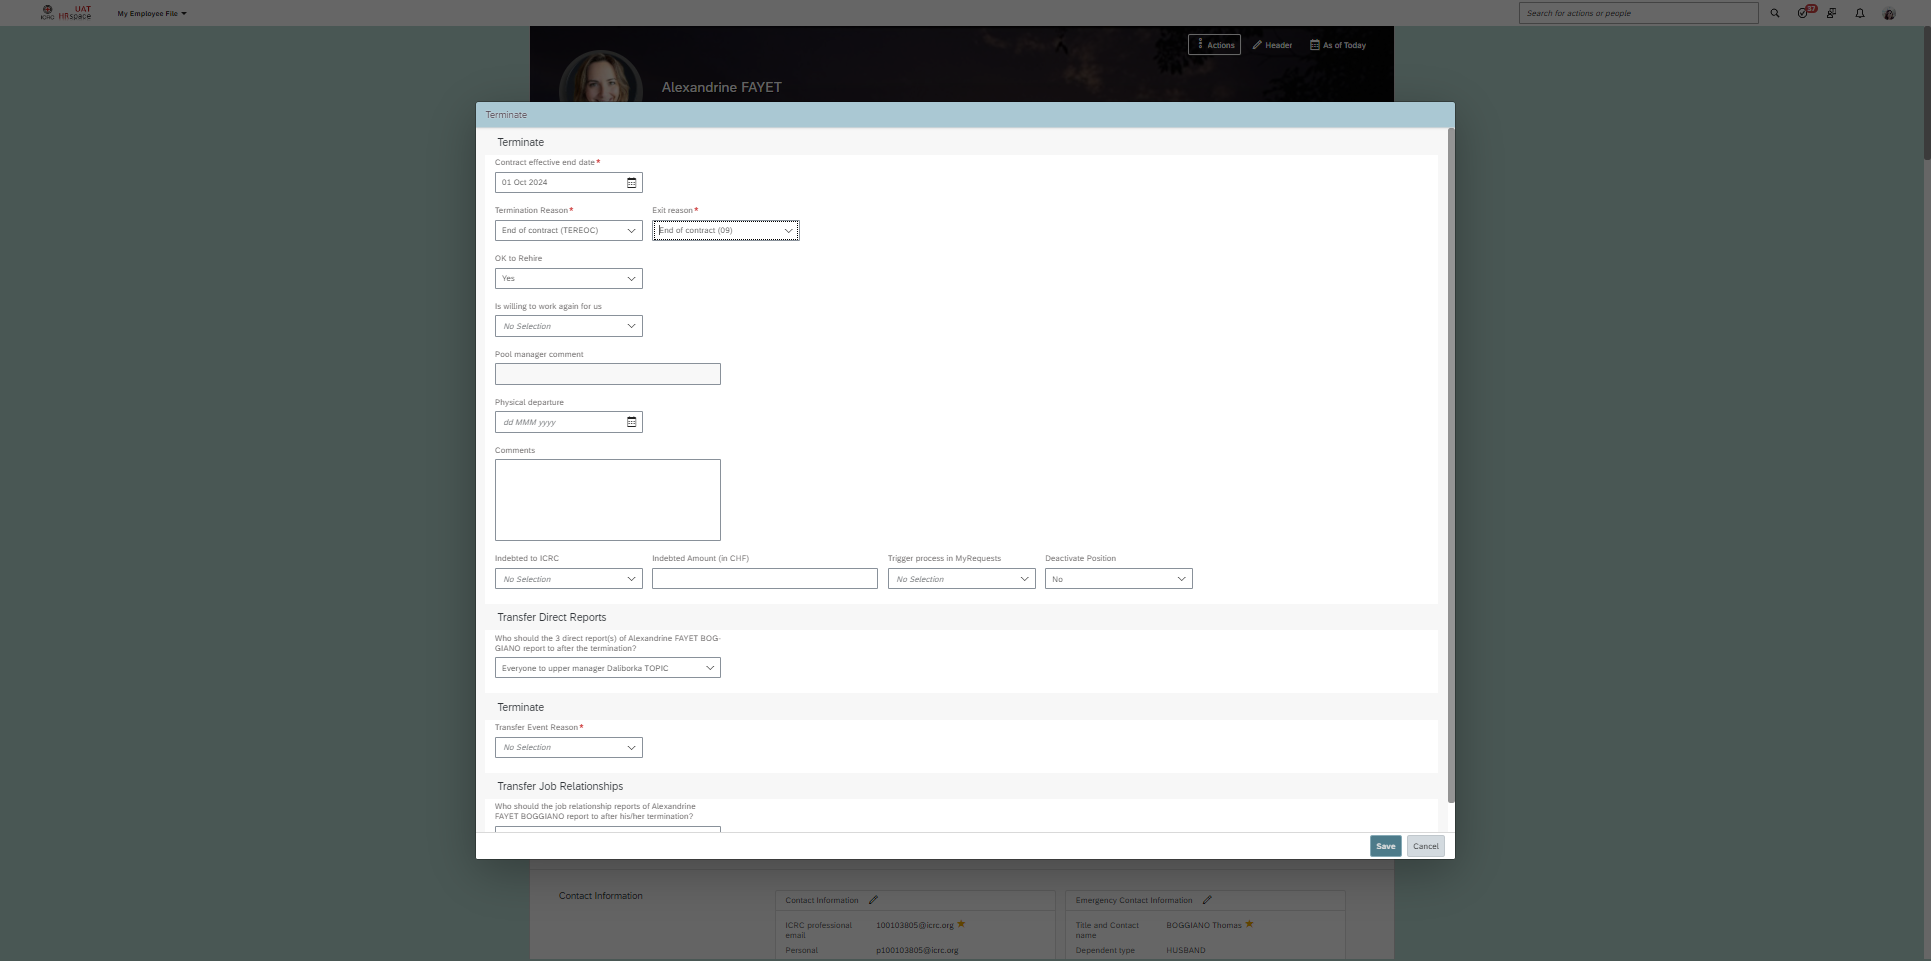 ICRC
UAT
HRspace
My Employee File
Search for actions or people
37
Actions
Header
As of Today
Alexandrine FAYET
Terminate
Terminate
Contract effective end date*
01 Oct 2024
Termination Reason* Exit reason*
End of contract (TEREOC) End of contract (09)
OK to Rehire
Yes
Is willing to work again for us
No Selection
Pool manager comment
Physical departure
dd MMM yyyy
Comments
Indebted to ICRC Indebted Amount (in CHF) Trigger process in MyRequests Deactivate Position
No Selection No Selection No
Transfer Direct Reports
Who should the 3 direct report(s) of Alexandrine FAYET BOG-
GIANO report to after the termination?
Everyone to upper manager Daliborka TOPIC
Terminate
Transfer Event Reason*
No Selection
Transfer Job Relationships
Who should the job relationship reports of Alexandrine
FAYET BOGGIANO report to after his/her termination?
Save Cancel
Contact Information
Contact Information
ICRC professional
email
100103805@icrc.org
Personal p100103805@icrc.org
Emergency Contact Information
Title and Contact
name
BOGGIANO Thomas
Dependent type HUSBAND